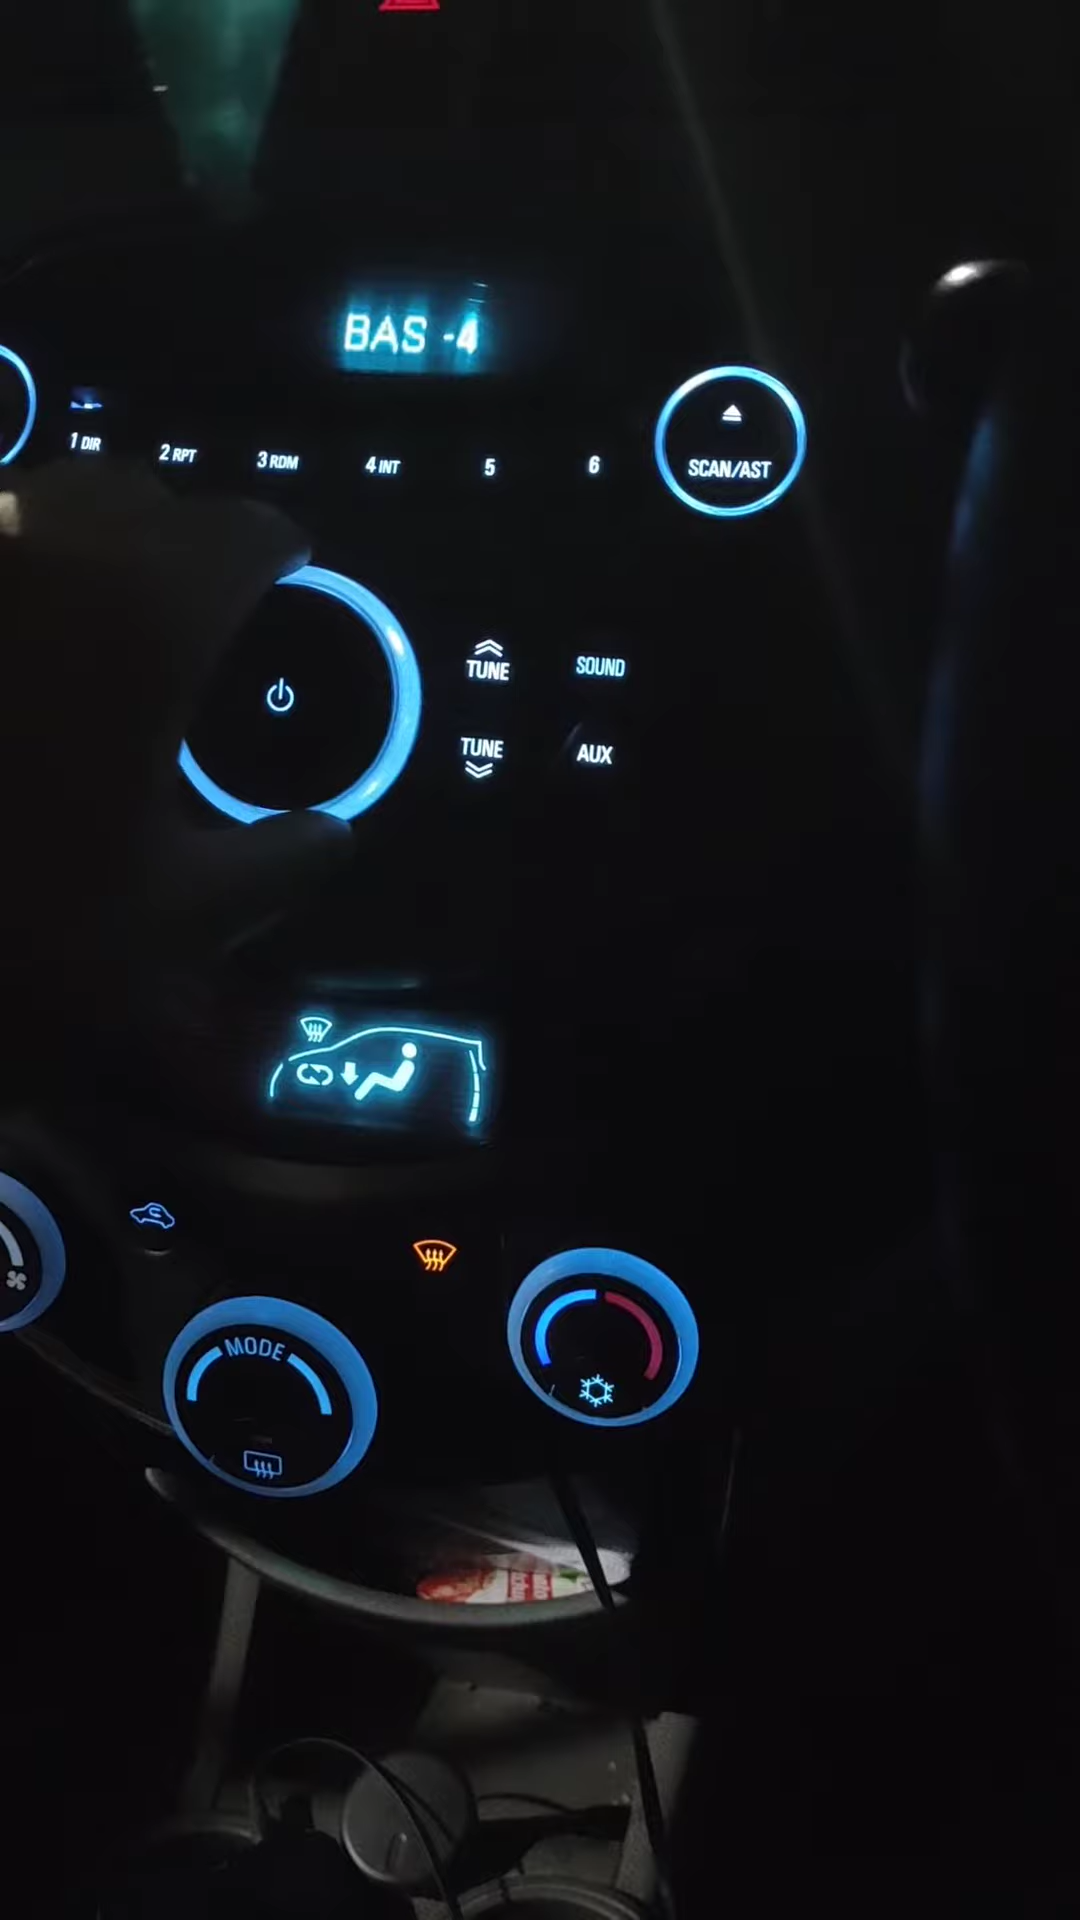 BAS -4
1 DIR
2 RPT
3 RDM
4 INT
5
6
SCAN/AST
TUNE
SOUND
TUNE
AUX
MODE